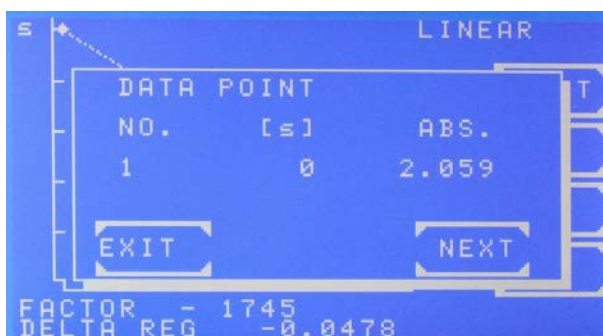 S LINEAR
DATA POINT T
NO. [s] ABS.
1 0 2.059
EXIT NEXT
FACTOR - 1745
DELTA REG -0.0478